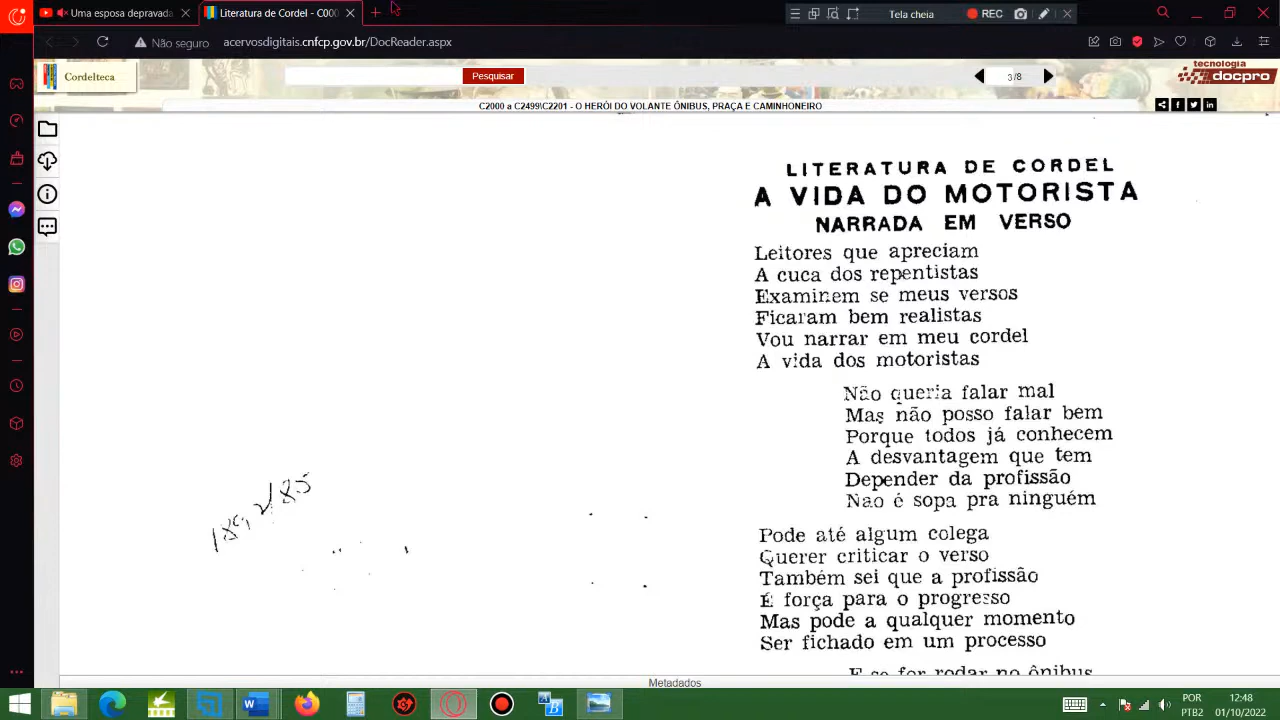 Uma esposa depravada
Literatura de Cordel - C000
Tela cheia
REC
Não seguro
acervosdigitais.cnfcp.gov.br/DocReader.aspx
Cordelteca
Pesquisar
3/8
tecnologia
docpro
C2000 a C2499\C2201 - O HERÓI DO VOLANTE ÔNIBUS, PRAÇA E CAMINHONEIRO
LITERATURA DE CORDEL
A VIDA DO MOTORISTA
NARRADA EM VERSO
Leitores que apreciam
A cuca dos repentistas
Examinem se meus versos
Ficaram bem realistas
Vou narrar em meu cordel
A vida dos motoristas
Não queria falar mal
Mas não posso falar bem
Porque todos já conhecem
A desvantagem que tem
Depender da profissão
Nao é sopa pra ninguém
Pode até algum colega
Querer criticar o verso
Também sei que a profissão
É força para o progresso
Mas pode a qualquer momento
Ser fichado em um processo
E se for rodar no ônibus
Metadados
POR
PTB2
12:48
01/10/2022